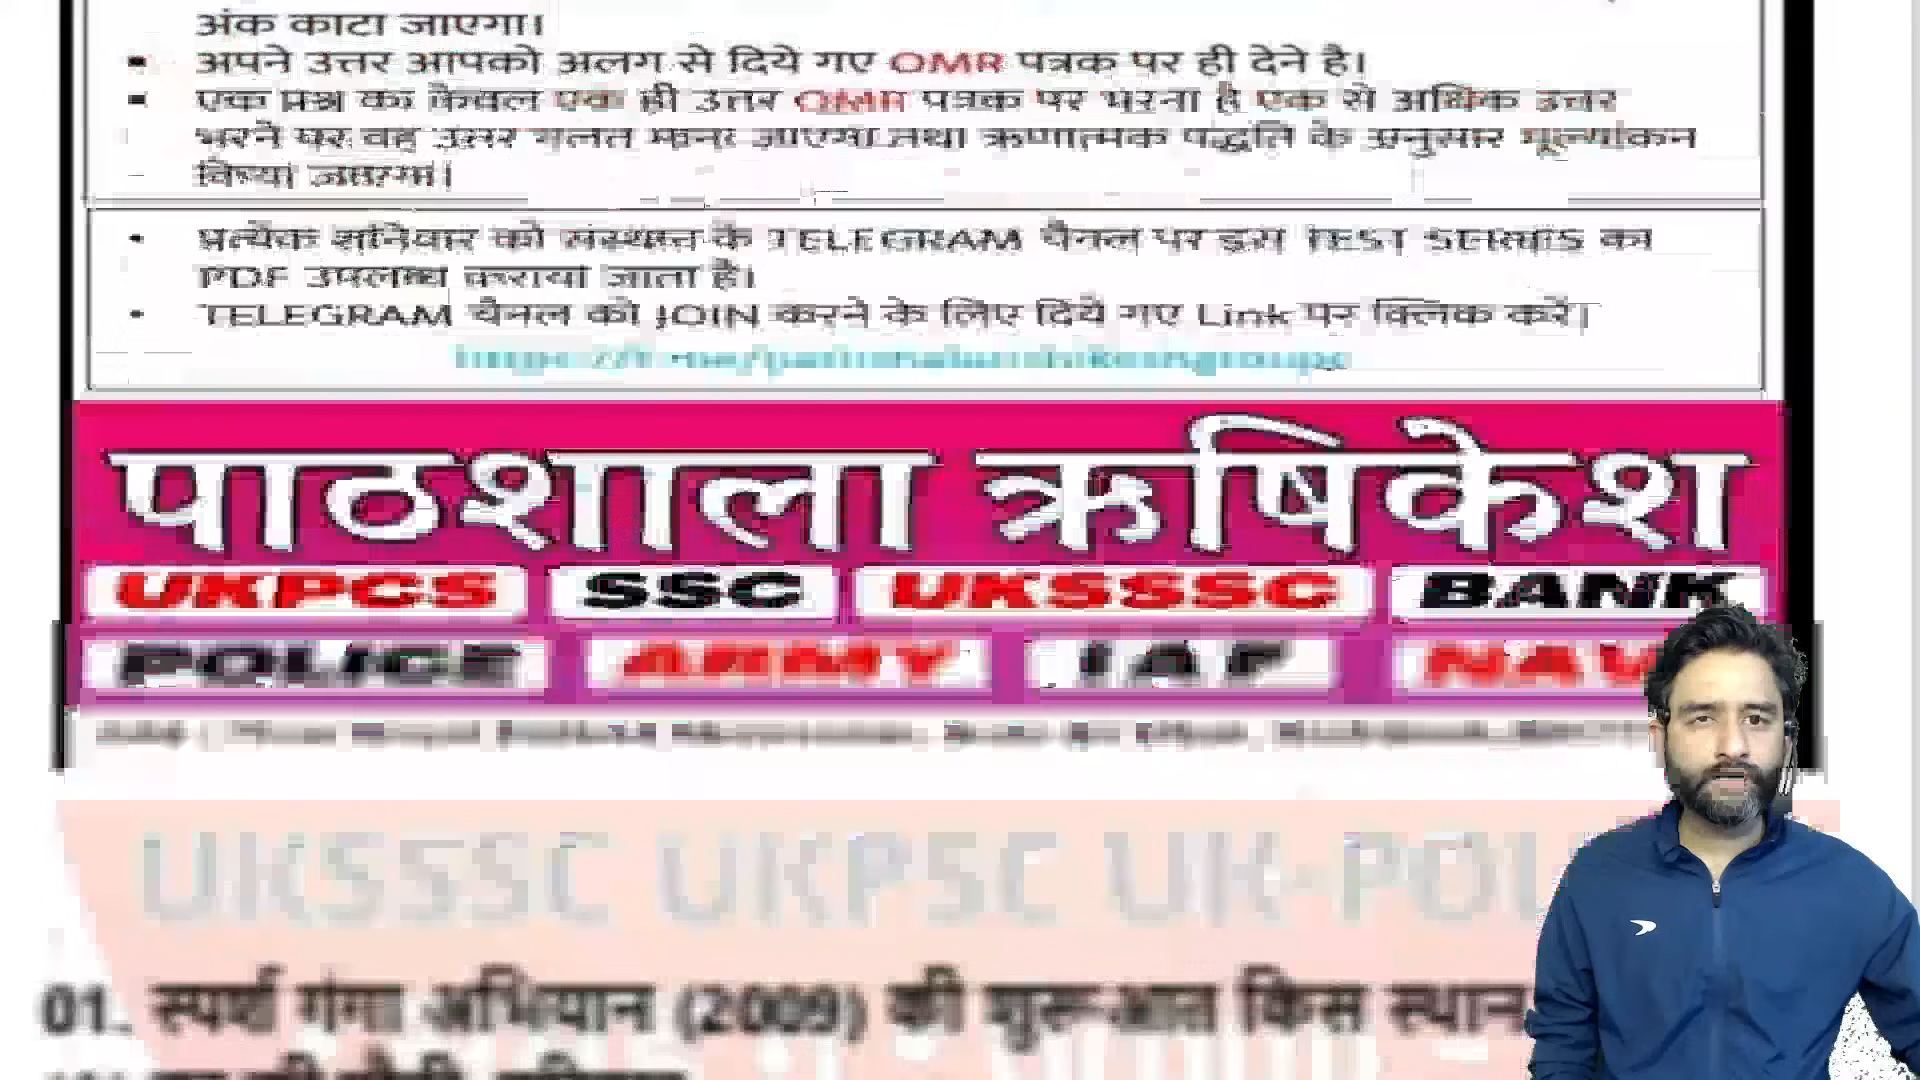 अंक काटा जाएगा।
▪ अपने उत्तर आपको अलग से दिये गए OMR पत्रक पर ही देने है।
▪ एक प्रश्न का केवल एक ही उत्तर OMR पत्रक पर भरना है एक से अधिक उत्तर
भरने पर वह उत्तर गलत माना जाएगा तथा ऋणात्मक पद्धति के अनुसार मूल्यांकन
किया जाएगा।
• प्रत्येक शनिवार को संस्थान के TELEGRAM चैनल पर इस TEST SERIES का
PDF उपलब्ध कराया जाता है।
• TELEGRAM चैनल को JOIN करने के लिए दिये गए Link पर क्लिक करें।
पाठशाला ऋषिकेश
UKPCS SSC UKSSSC BANK
POLICE ARMY IAF NAV
UKSSSC UKPSC UK-POL
01. स्पर्श गंगा अभियान (2009) की शुरूआत किस स्थान